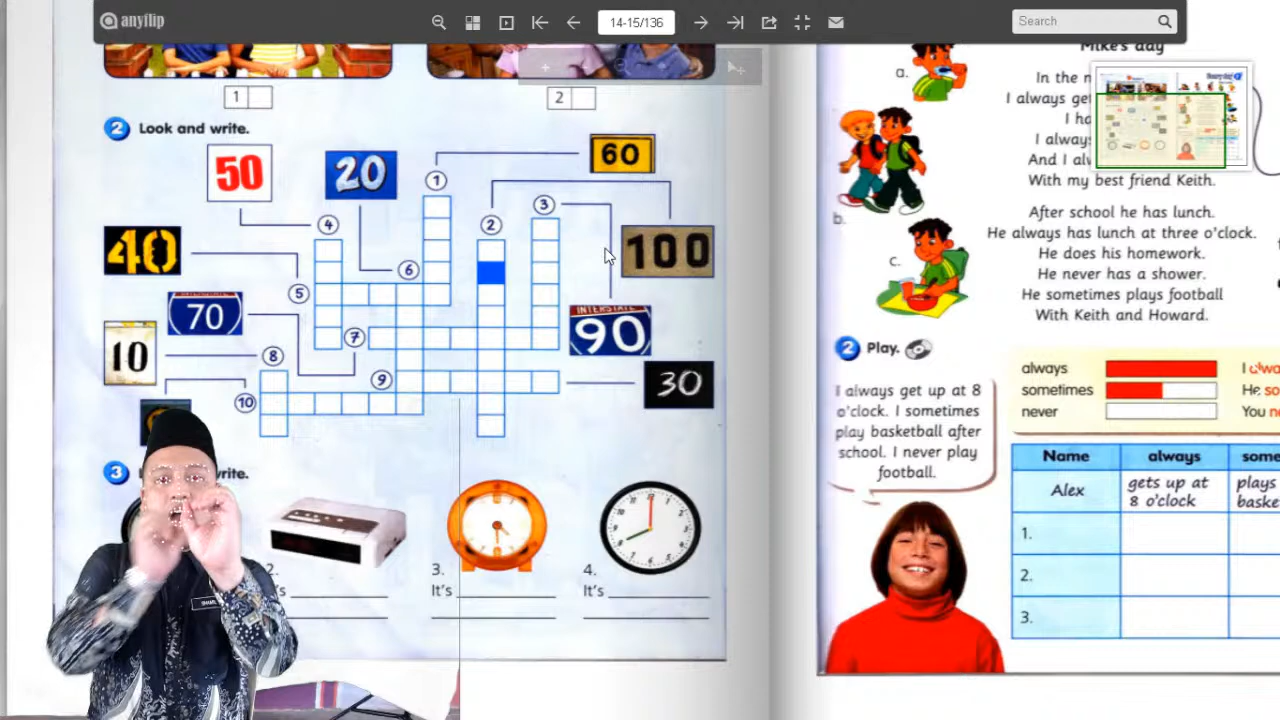 anyflip
14-15/136
Search
1
2
2 Look and write.
50
20
1
60
4
2
3
40
6
100
5
INTERSTATE
70
7
INTERSTATE
90
10
8
9
30
10
3
write.
2.
3.
It's
4.
It's
Mike's day
a.
In the
I always get
I always
With my best friend Keith.
b.
After school he has lunch.
He always has lunch at three o'clock.
c.
He does his homework.
He never has a shower.
He sometimes plays football
With Keith and Howard.
2 Play.
I always get up at 8
o'clock. I sometimes
play basketball after
school. I never play
football.
always
sometimes
never
Name always
Alex gets up at
8 o'clock
plays
1.
2.
3.